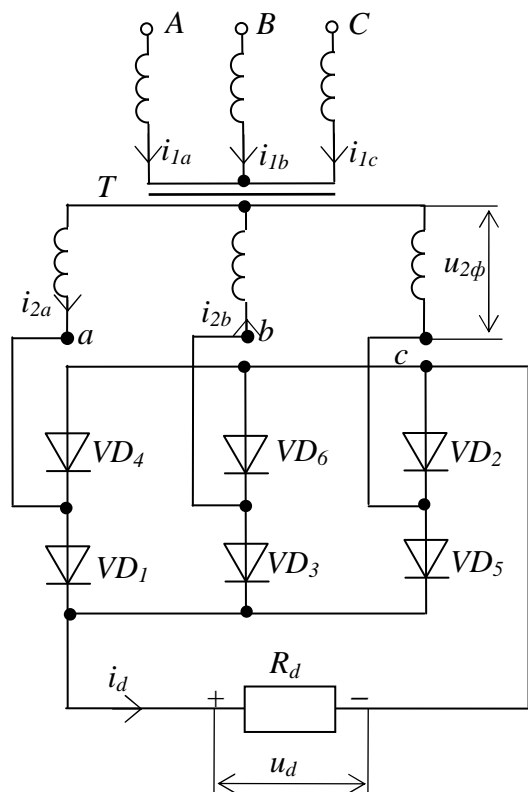 A B C
i1a i1b i1c
T
u2ф
i2a i2b
a b c
VD4 VD6 VD2
VD1 VD3 VD5
id + Rd −
ud